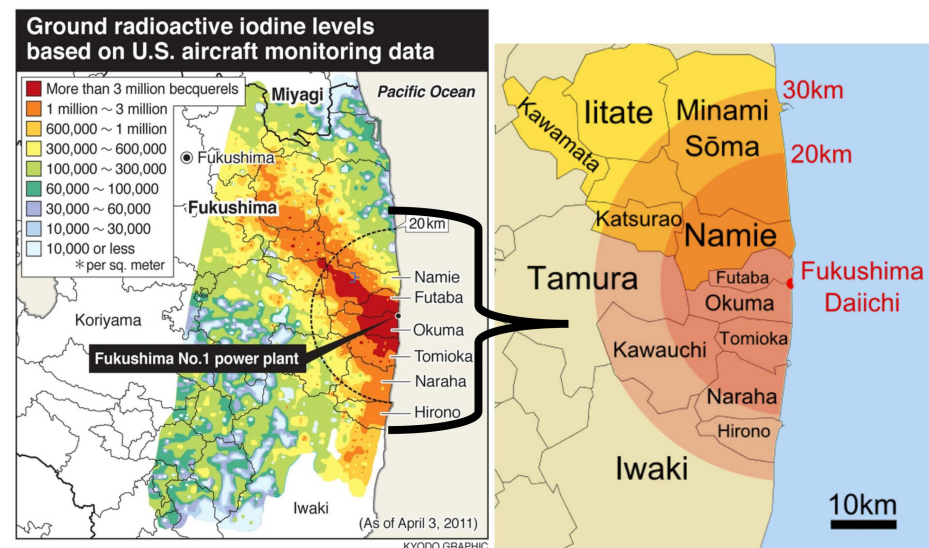 Ground radioactive iodine levels
based on U.S. aircraft monitoring data
More than 3 million becquerels
1 million ～ 3 million
600,000 ～ 1 million
300,000 ～ 600,000
100,000 ～ 300,000
60,000 ～ 100,000
30,000 ～ 60,000
10,000 ～ 30,000
10,000 or less
*per sq. meter
Miyagi
Pacific Ocean
Fukushima
Fukushima
20km
Namie
Futaba
Koriyama
Okuma
Fukushima No.1 power plant
Tomioka
Naraha
Hirono
Iwaki
(As of April 3, 2011)
KYODO GRAPHIC
30km
Iitate
Minami
Sōma
Kawamata
20km
Katsurao
Namie
Tamura
Futaba
Fukushima
Daiichi
Okuma
Tomioka
Kawauchi
Naraha
Hirono
Iwaki
10km